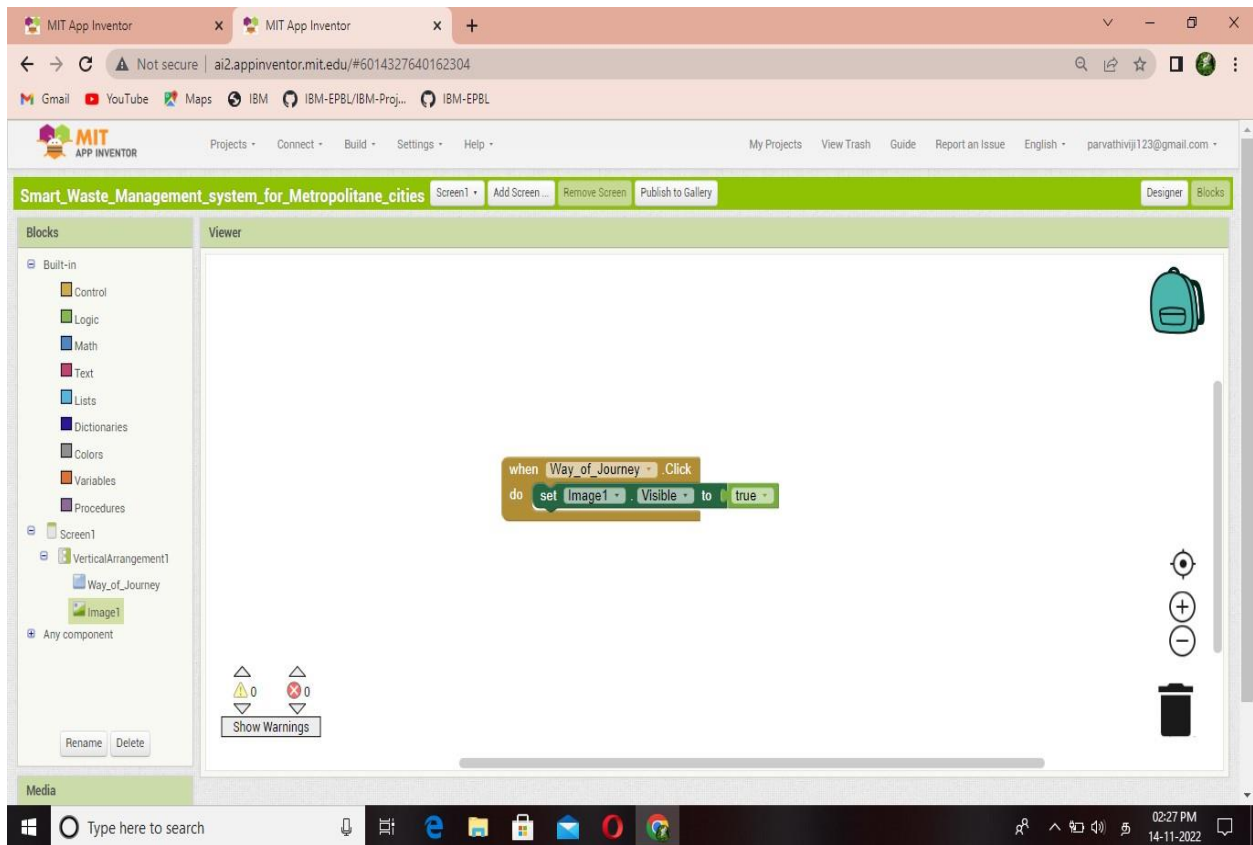 MIT App Inventor
MIT App Inventor
Not secure ai2.appinventor.mit.edu/#6014327640162304
Gmail YouTube Maps IBM IBM-EPBL/IBM-Proj... IBM-EPBL
MIT
APP INVENTOR
Projects Connect Build Settings Help
My Projects View Trash Guide Report an Issue English parvathiviji123@gmail.com
Smart_Waste_Management_system_for_Metropolitane_cities Screen1 Add Screen ... Remove Screen Publish to Gallery Designer Blocks
Blocks
Viewer
Built-in
Control
Logic
Math
Text
Lists
Dictionaries
Colors
Variables
Procedures
Screen1
VerticalArrangement1
Way_of_Journey
Image1
Any component
Rename Delete
when Way_of_Journey .Click
do set Image1 . Visible to true
0 0
Show Warnings
Media
Type here to search
த
02:27 PM
14-11-2022